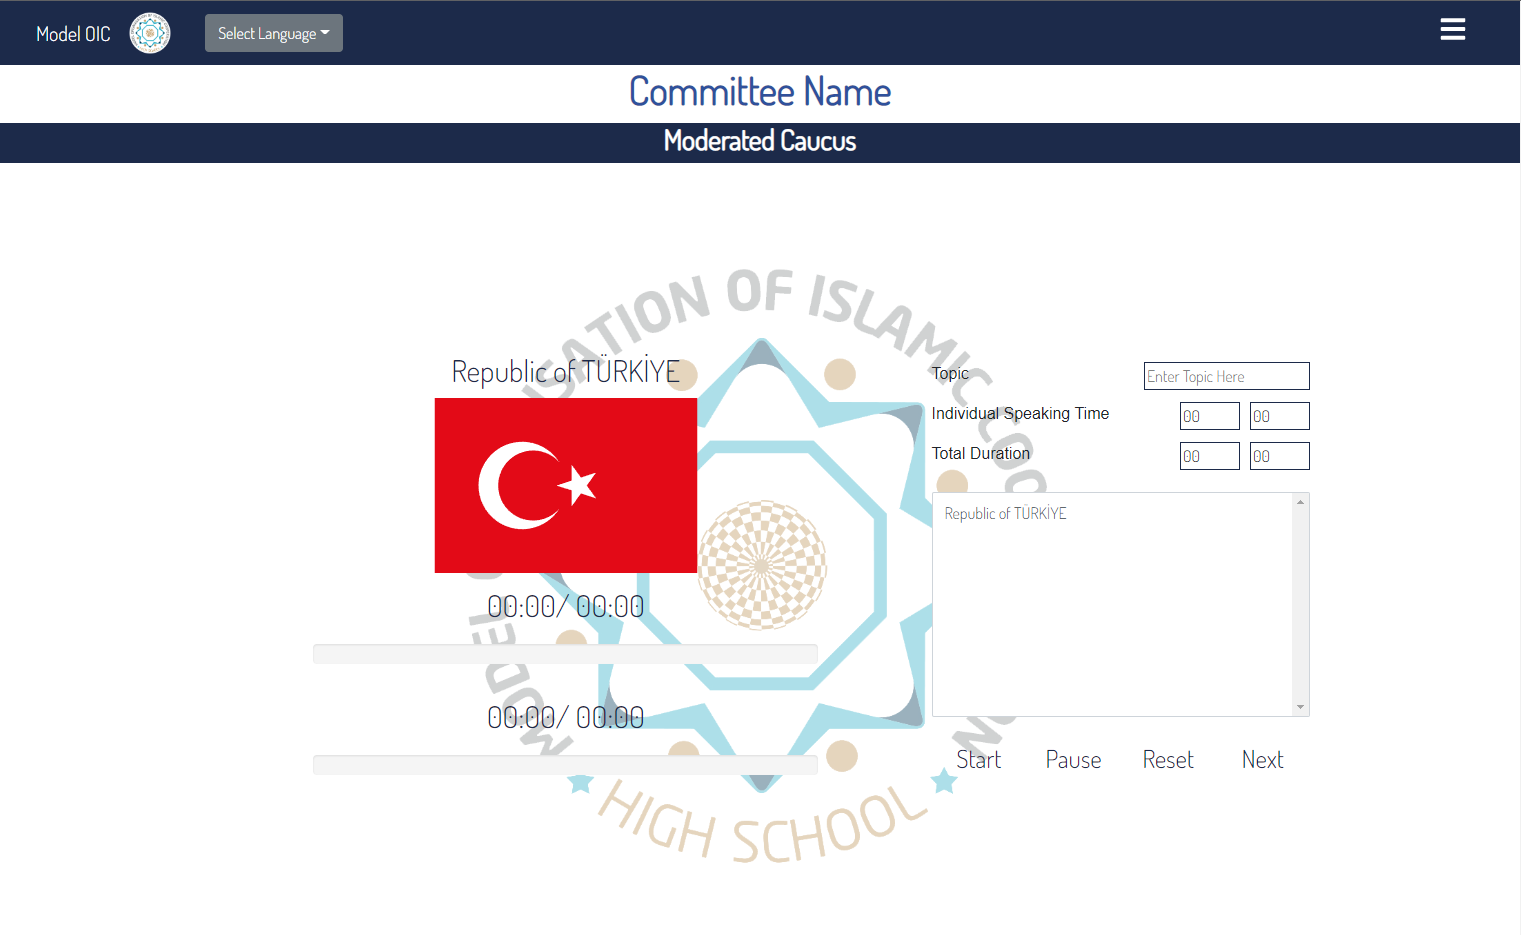 Model OIC
Select Language
Committee Name
Moderated Caucus
ISATION OF ISLAMIC COO
Republic of TÜRKİYE
00:00/ 00:00
00:00/ 00:00
Topic
Enter Topic Here
Individual Speaking Time
00 00
Total Duration
00 00
Republic of TÜRKİYE
Start Pause Reset Next
MODEL
HIGH SCHOOL